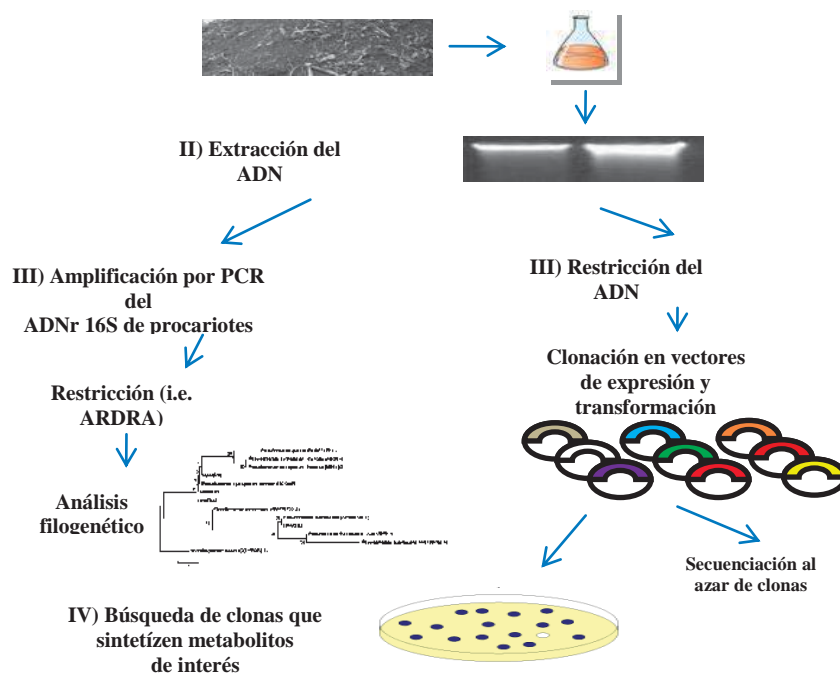 II) Extracción del
ADN
III) Amplificación por PCR
del
ADNr 16S de procariotes
III) Restricción del
ADN
Restricción (i.e.
ARDRA)
Clonación en vectores
de expresión y
transformación
Análisis
filogenético
Secuenciación al
azar de clonas
IV) Búsqueda de clonas que
sintetízen metabolitos
de interés